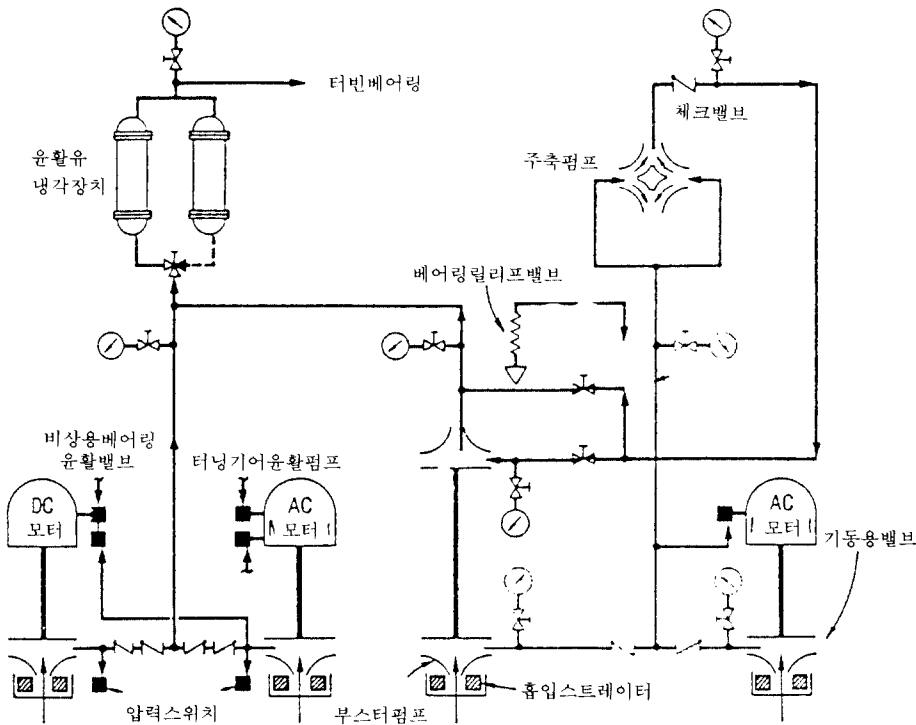 터빈베어링
체크밸브
윤활유
냉각장치
주축펌프
베어링릴리프밸브
비상용베어링
윤활밸브
터닝기어윤활펌프
DC
모터
AC
모터
AC
모터
기동용밸브
압력스위치
부스터펌프
흡입스트레이터